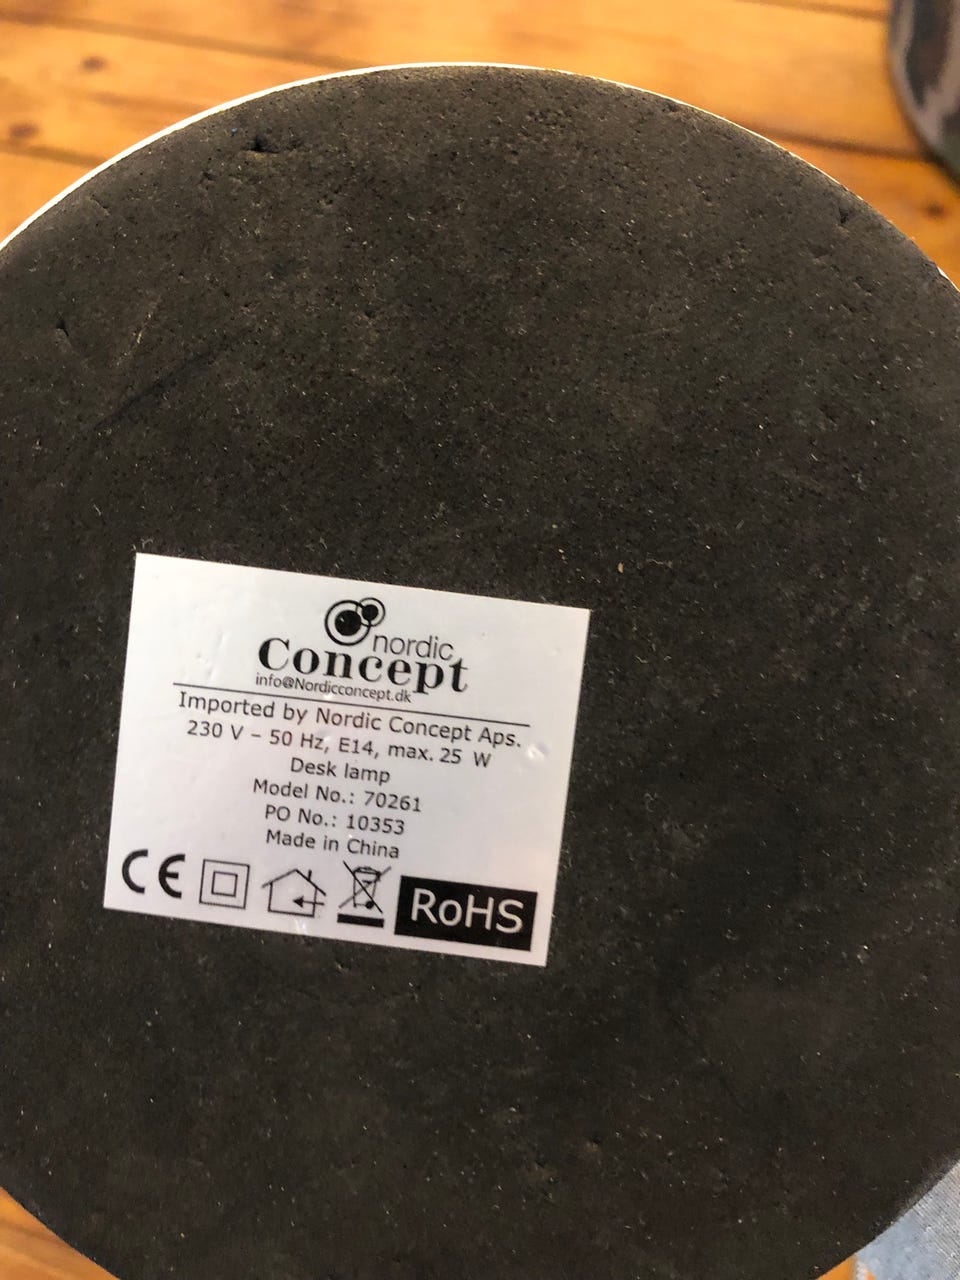 nordic
Concept
info@Nordicconcept.dk
Imported by Nordic Concept Aps.
230 V – 50 Hz, E14, max. 25 W
Desk lamp
Model No.: 70261
PO No.: 10353
Made in China
CE
RoHS